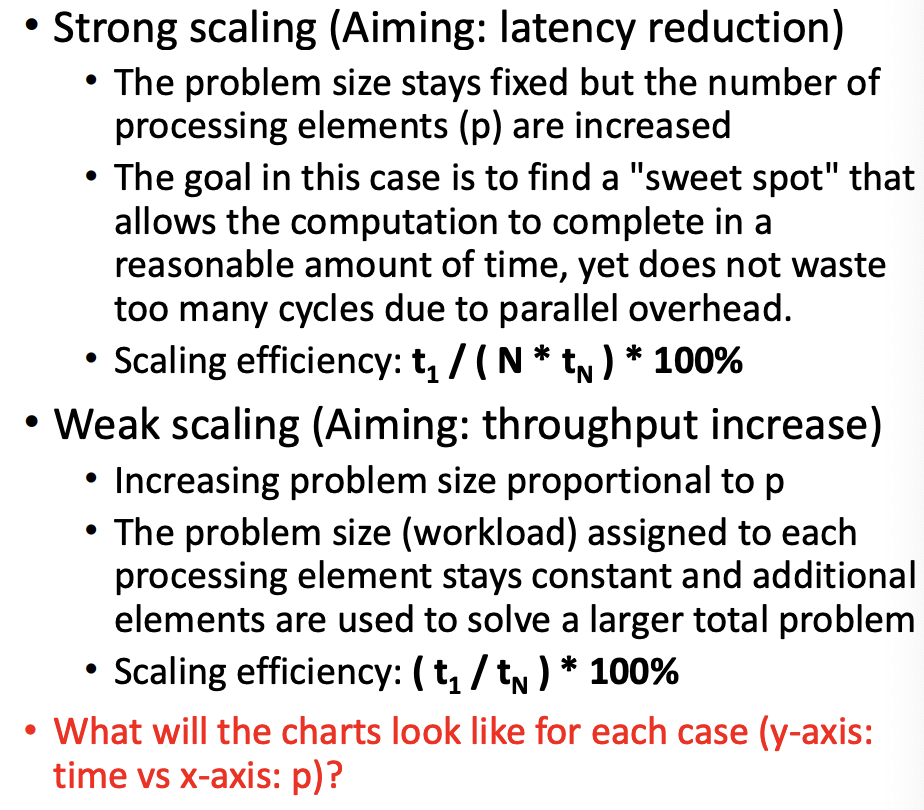 • Strong scaling (Aiming: latency reduction)
• The problem size stays fixed but the number of
processing elements (p) are increased
• The goal in this case is to find a "sweet spot" that
allows the computation to complete in a
reasonable amount of time, yet does not waste
too many cycles due to parallel overhead.
• Scaling efficiency: t₁ / ( N * t_N ) * 100%
• Weak scaling (Aiming: throughput increase)
• Increasing problem size proportional to p
• The problem size (workload) assigned to each
processing element stays constant and additional
elements are used to solve a larger total problem
• Scaling efficiency: ( t₁ / t_N ) * 100%
• What will the charts look like for each case (y-axis:
time vs x-axis: p)?